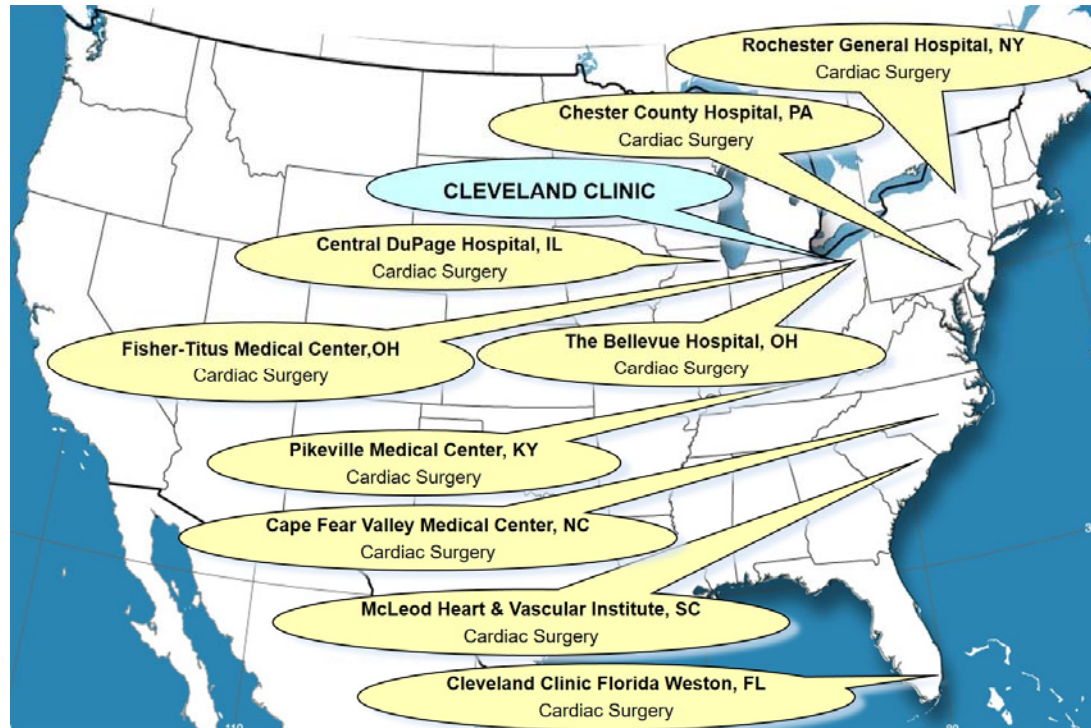 Rochester General Hospital, NY
Cardiac Surgery
Chester County Hospital, PA
Cardiac Surgery
CLEVELAND CLINIC
Central DuPage Hospital, IL
Cardiac Surgery
Fisher-Titus Medical Center,OH
Cardiac Surgery
The Bellevue Hospital, OH
Cardiac Surgery
Pikeville Medical Center, KY
Cardiac Surgery
Cape Fear Valley Medical Center, NC
Cardiac Surgery
McLeod Heart & Vascular Institute, SC
Cardiac Surgery
Cleveland Clinic Florida Weston, FL
Cardiac Surgery